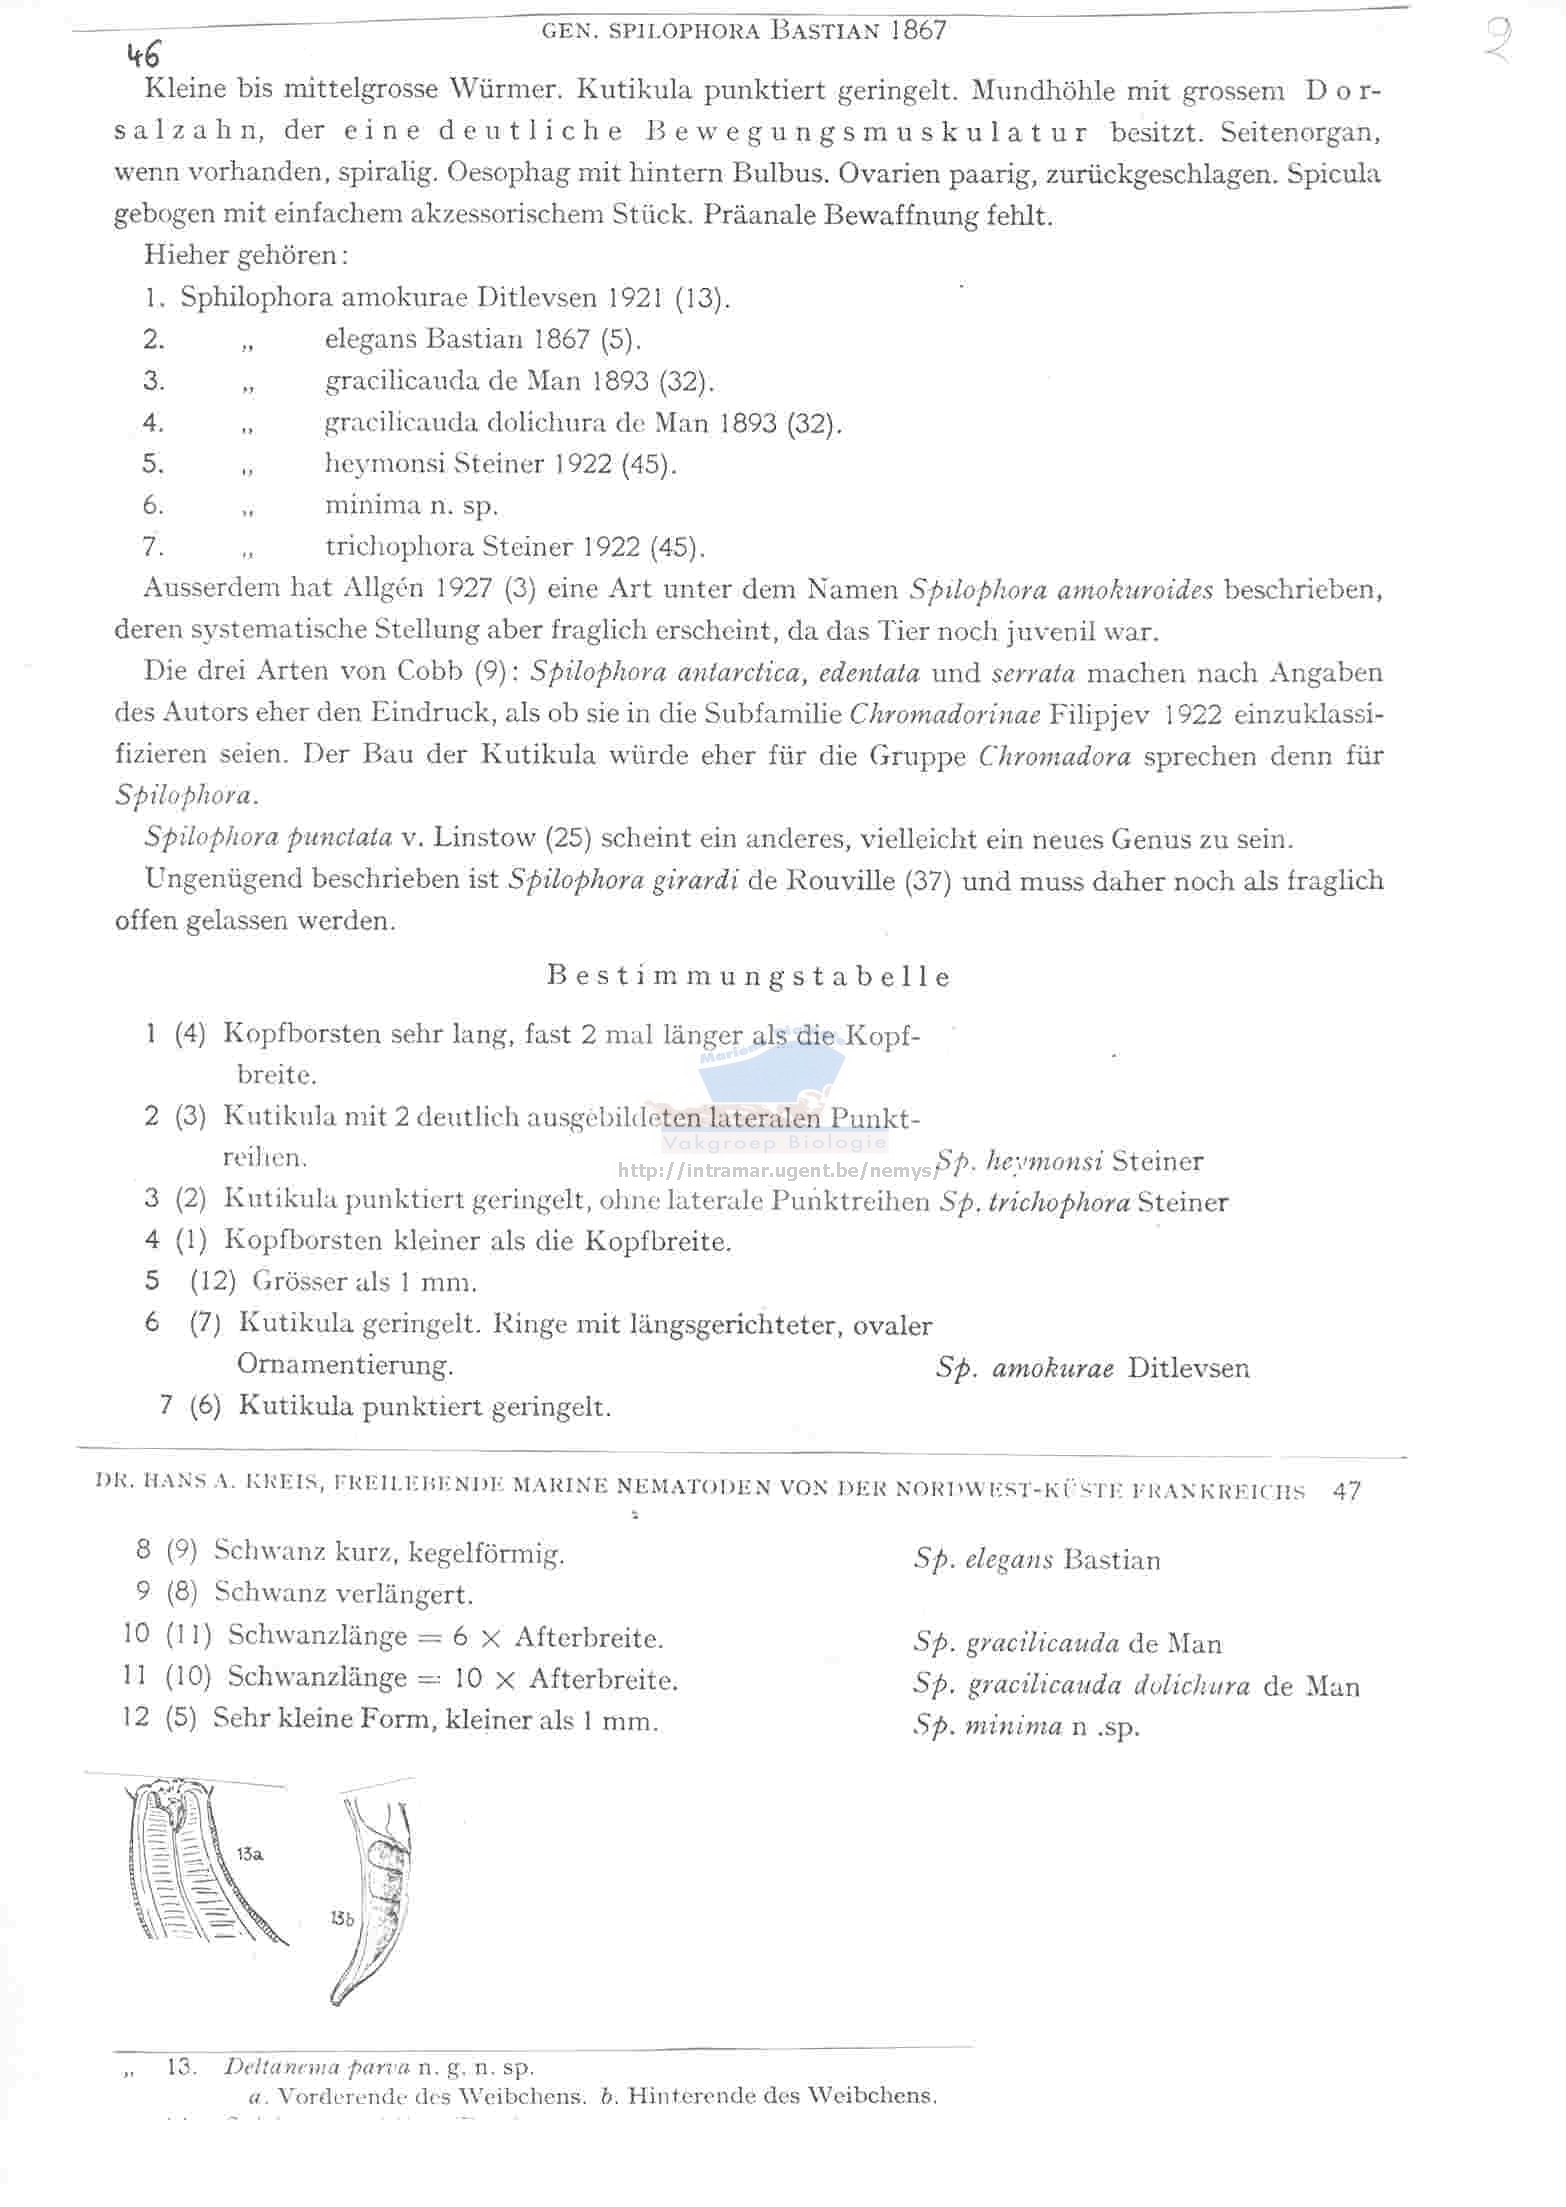 GEN. SPILOPHORA BASTIAN 1867
2
46
Kleine bis mittelgrosse Würmer. Kutikula punktiert geringelt. Mundhöhle mit grossem Dor-
salzahn, der eine deutliche Bewegungsmuskulatur besitzt. Seitenorgan,
wenn vorhanden, spiralig. Oesophag mit hintern Bulbus. Ovarien paarig, zurückgeschlagen. Spicula
gebogen mit einfachem akzessorischem Stück. Präanale Bewaffnung fehlt.
Hieher gehören:
1. Sphilophora amokurae Ditlevsen 1921 (13).
2. „ elegans Bastian 1867 (5).
3. „ gracilicauda de Man 1893 (32).
4. „ gracilicauda dolichura de Man 1893 (32).
5. „ heymonsi Steiner 1922 (45).
6. „ minima n. sp.
7. „ trichophora Steiner 1922 (45).
Ausserdem hat Allgén 1927 (3) eine Art unter dem Namen Spilophora amokuroides beschrieben,
deren systematische Stellung aber fraglich erscheint, da das Tier noch juvenil war.
Die drei Arten von Cobb (9): Spilophora antarctica, edentata und serrata machen nach Angaben
des Autors eher den Eindruck, als ob sie in die Subfamilie Chromadorinae Filipjev 1922 einzuklassi-
fizieren seien. Der Bau der Kutikula würde eher für die Gruppe Chromadora sprechen denn für
Spilophora.
Spilophora punctata v. Linstow (25) scheint ein anderes, vielleicht ein neues Genus zu sein.
Ungenügend beschrieben ist Spilophora girardi de Rouville (37) und muss daher noch als fraglich
offen gelassen werden.
Bestimmungstabelle
1 (4) Kopfborsten sehr lang, fast 2 mal länger als die Kopf-
breite.
2 (3) Kutikula mit 2 deutlich ausgebildeten lateralen Punkt-
Vakgroep Biologie
reihen. Sp. heymonsi Steiner
http://intramar.ugent.be/nemys/
3 (2) Kutikula punktiert geringelt, ohne laterale Punktreihen Sp. trichophora Steiner
4 (1) Kopfborsten kleiner als die Kopfbreite.
5 (12) Grösser als 1 mm.
6 (7) Kutikula geringelt. Ringe mit längsgerichteter, ovaler
Ornamentierung. Sp. amokurae Ditlevsen
7 (6) Kutikula punktiert geringelt.
DR. HANS A. KREIS, FREILEBENDE MARINE NEMATODEN VON DER NORDWEST-KÜSTE FRANKREICHS 47
8 (9) Schwanz kurz, kegelförmig. Sp. elegans Bastian
9 (8) Schwanz verlängert.
10 (11) Schwanzlänge = 6 × Afterbreite. Sp. gracilicauda de Man
11 (10) Schwanzlänge = 10 × Afterbreite. Sp. gracilicauda dolichura de Man
12 (5) Sehr kleine Form, kleiner als 1 mm. Sp. minima n .sp.
13a
13b
„ 13. Deltanema parva n. g. n. sp.
a. Vorderende des Weibchens. b. Hinterende des Weibchens.